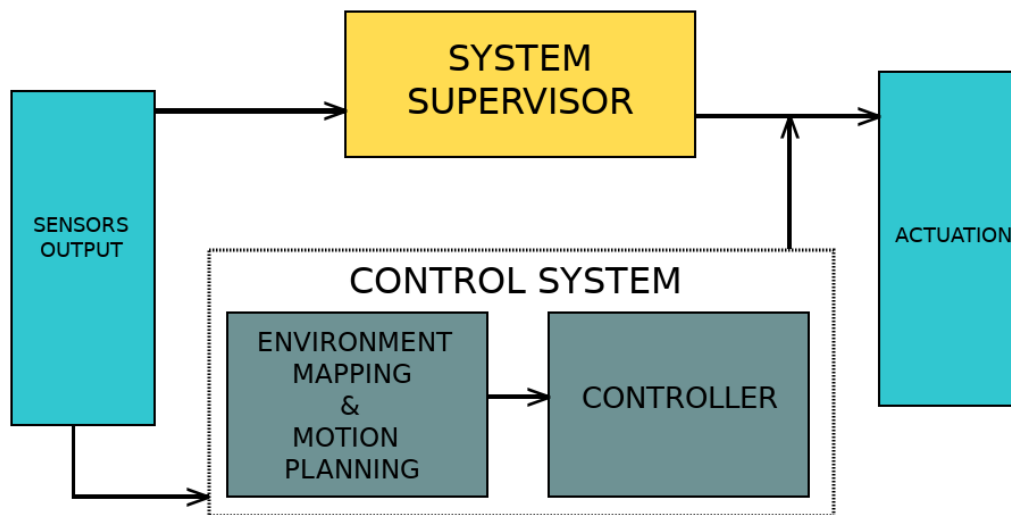 SYSTEM
SUPERVISOR
SENSORS
OUTPUT
ACTUATION
CONTROL SYSTEM
ENVIRONMENT
MAPPING
&
MOTION
PLANNING
CONTROLLER